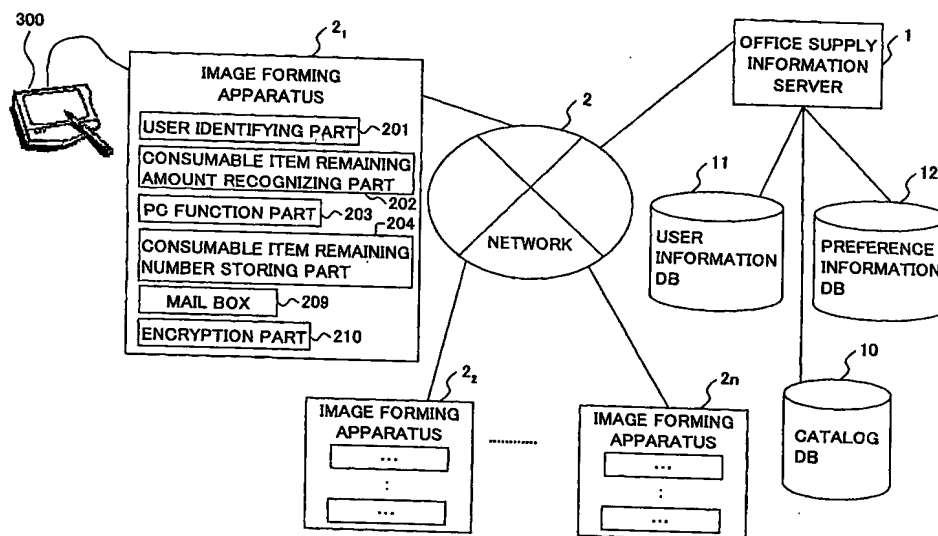 300
2₁
IMAGE FORMING
APPARATUS
USER IDENTIFYING PART
201
CONSUMABLE ITEM REMAINING
AMOUNT RECOGNIZING PART
202
PC FUNCTION PART
203
204
CONSUMABLE ITEM REMAINING
NUMBER STORING PART
MAIL BOX
209
ENCRYPTION PART
210
2
NETWORK
1
OFFICE SUPPLY
INFORMATION
SERVER
11
USER
INFORMATION
DB
12
PREFERENCE
INFORMATION
DB
10
CATALOG
DB
2₂
IMAGE FORMING
APPARATUS
...
:
...
............
2n
IMAGE FORMING
APPARATUS
...
:
...